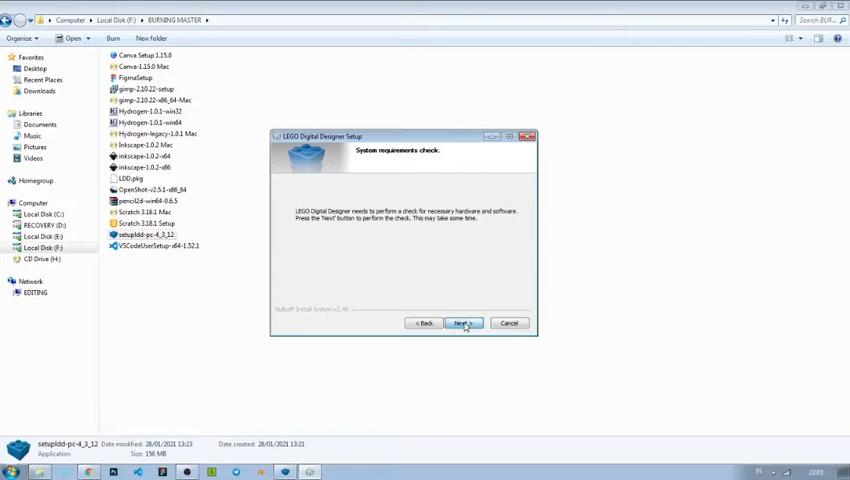 Computer ▸ Local Disk (F:) ▸ BURNING MASTER ▸
Search BUR...
Organize ▾ Open ▾ Burn New folder
Favorites
Desktop
Recent Places
Downloads
Libraries
Documents
Music
Pictures
Videos
Homegroup
Computer
Local Disk (C:)
RECOVERY (D:)
Local Disk (E:)
Local Disk (F:)
CD Drive (H:)
Network
EDITING
Canva Setup 1.15.0
Canva-1.15.0 Mac
FigmaSetup
gimp-2.10.22-setup
gimp-2.10.22-x86_64-Mac
Hydrogen-1.0.1-win32
Hydrogen-1.0.1-win64
Hydrogen-legacy-1.0.1 Mac
Inkscape-1.0.2 Mac
inkscape-1.0.2-x64
inkscape-1.0.2-x86
LDD.pkg
OpenShot-v2.5.1-x86_64
pencil2d-win64-0.6.5
Scratch 3.18.1 Mac
Scratch 3.18.1 Setup
setupldd-pc-4_3_12
VSCodeUserSetup-x64-1.52.1
LEGO Digital Designer Setup
System requirements check.
LEGO Digital Designer needs to perform a check for necessary hardware and software.
Press the 'Next' button to perform the check. This may take some time.
Nullsoft Install System v2.46
< Back Next > Cancel
setupldd-pc-4_3_12 Date modified: 28/01/2021 13:23 Date created: 28/01/2021 13:21
Application Size: 156 MB
IN 22:03